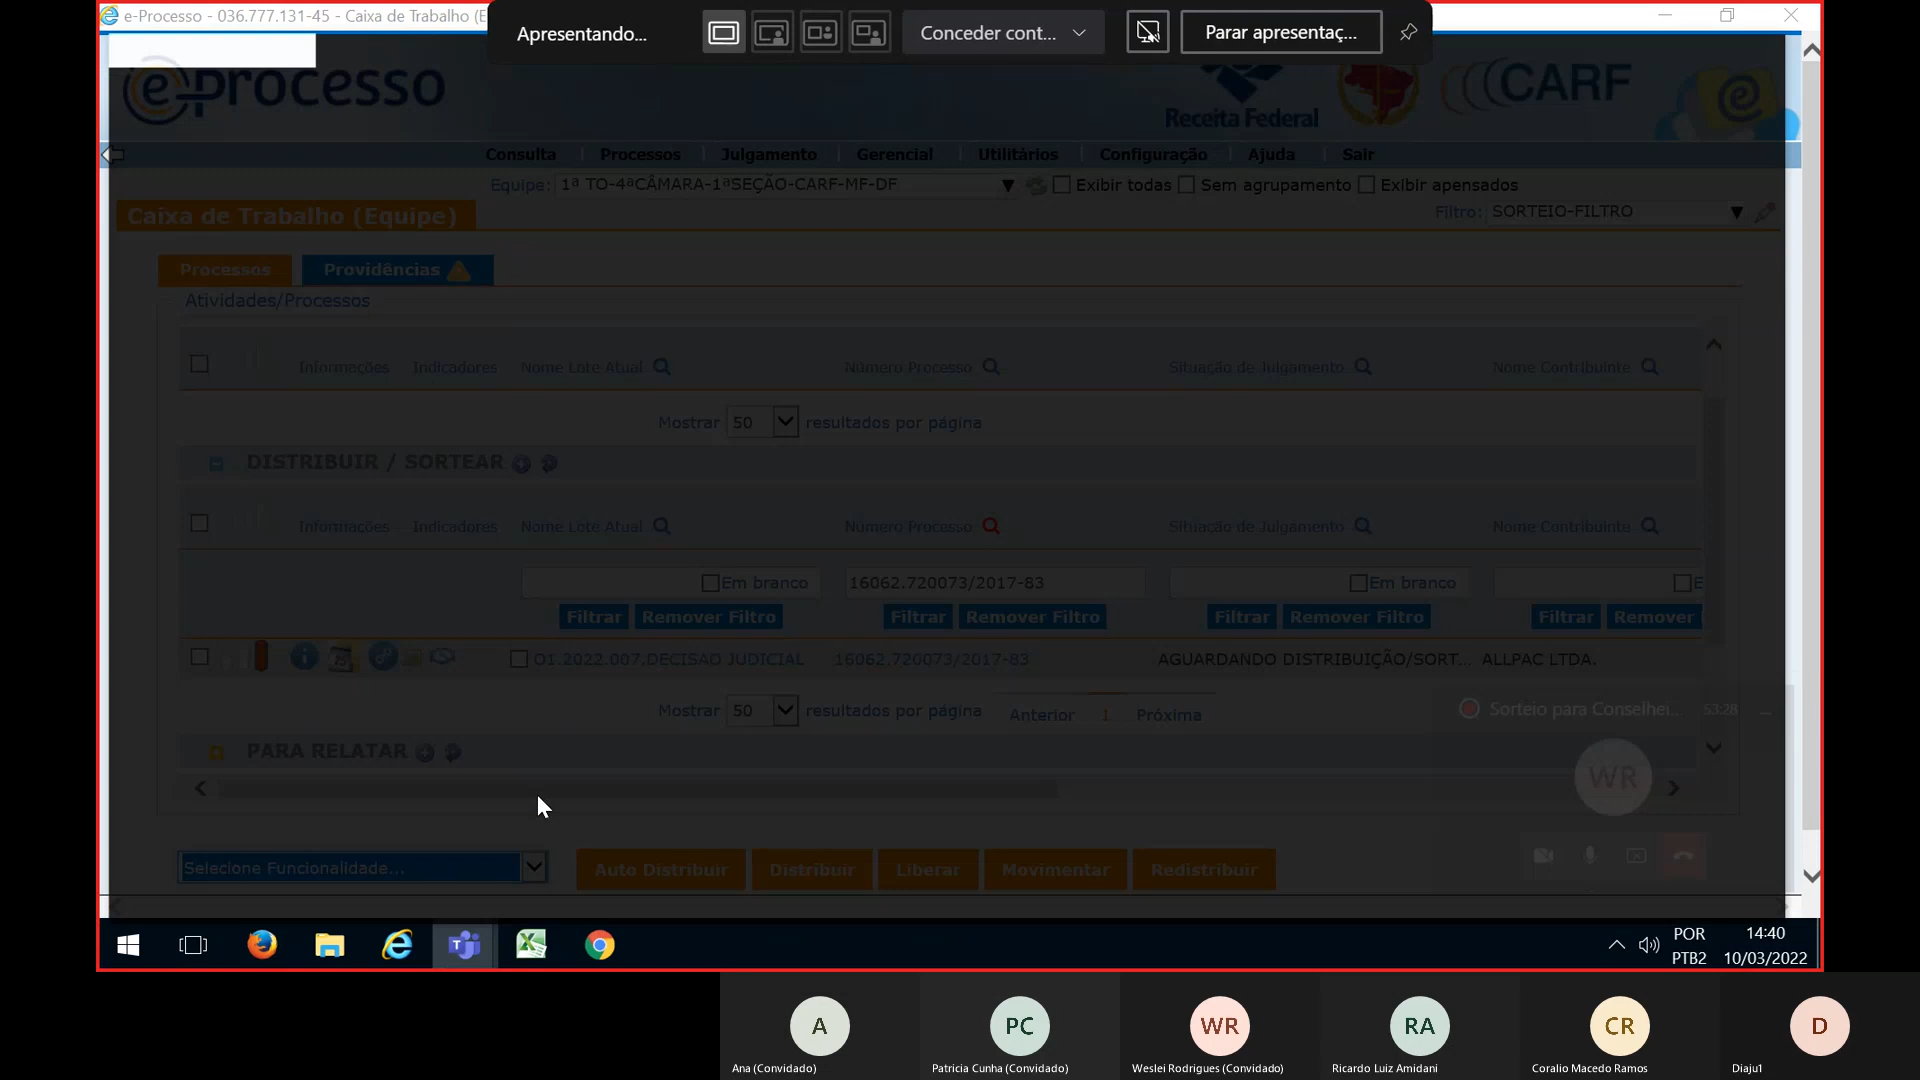 e-Processo - 036.777.131-45 - Caixa de Trabalho (E
Apresentando...
Conceder cont...
Parar apresentaç...
e-processo
Receita Federal
CARF
Consulta Processos Julgamento Gerencial Utilitários Configuração Ajuda Sair
Equipe: 1ª TO-4ªCÂMARA-1ªSEÇÃO-CARF-MF-DF Exibir todas Sem agrupamento Exibir apensados
Caixa de Trabalho (Equipe)
Filtro: SORTEIO-FILTRO
Processos Providências
Atividades/Processos
Informações Indicadores Nome Lote Atual Número Processo Situação de Julgamento Nome Contribuinte
Mostrar 50 resultados por página
DISTRIBUIR / SORTEAR
Informações Indicadores Nome Lote Atual Número Processo Situação de Julgamento Nome Contribuinte
Em branco 16062.720073/2017-83 Em branco E
Filtrar Remover Filtro Filtrar Remover Filtro Filtrar Remover Filtro Filtrar Remover
01.2022.007.DECISAO JUDICIAL 16062.720073/2017-83 AGUARDANDO DISTRIBUIÇÃO/SORT... ALLPAC LTDA.
Mostrar 50 resultados por página Anterior 1 Próxima
Sorteio para Conselhei... 53:28
PARA RELATAR
WR
Selecione Funcionalidade...
Auto Distribuir Distribuir Liberar Movimentar Redistribuir
POR
PTB2
14:40
10/03/2022
A PC WR RA CR D
Ana (Convidado) Patricia Cunha (Convidado) Weslei Rodrigues (Convidado) Ricardo Luiz Amidani Coralio Macedo Ramos Diaju1